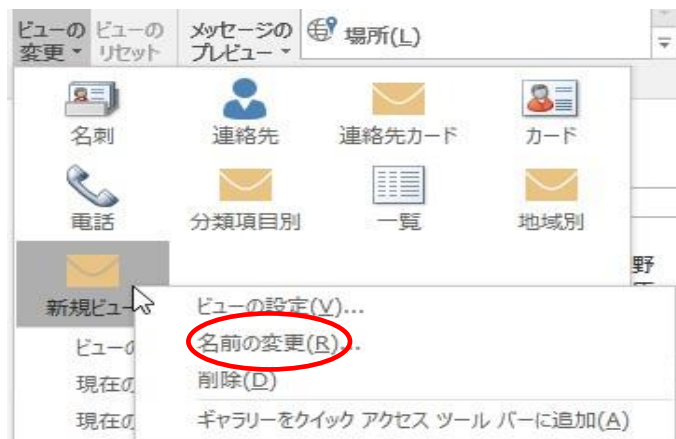 ビューの ビューの メッセージの 場所(L)
変更 リセット プレビュー
名刺 連絡先 連絡先カード カード
電話 分類項目別 一覧 地域別
野
新規ビュー ビューの設定(V)...
ビューの 名前の変更(R)...
現在の 削除(D)
現在の ギャラリーをクイック アクセス ツール バーに追加(A)